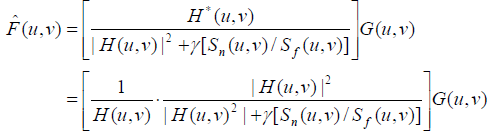 F̂(u,v) = [ H*(u,v) / | H(u,v) |² +γ[Sₙ(u,v) / S_f(u,v)] ] G(u,v)
= [ 1 / H(u,v) · | H(u,v) |² / | H(u,v)² | +γ[Sₙ(u,v) / S_f(u,v)] ] G(u,v)